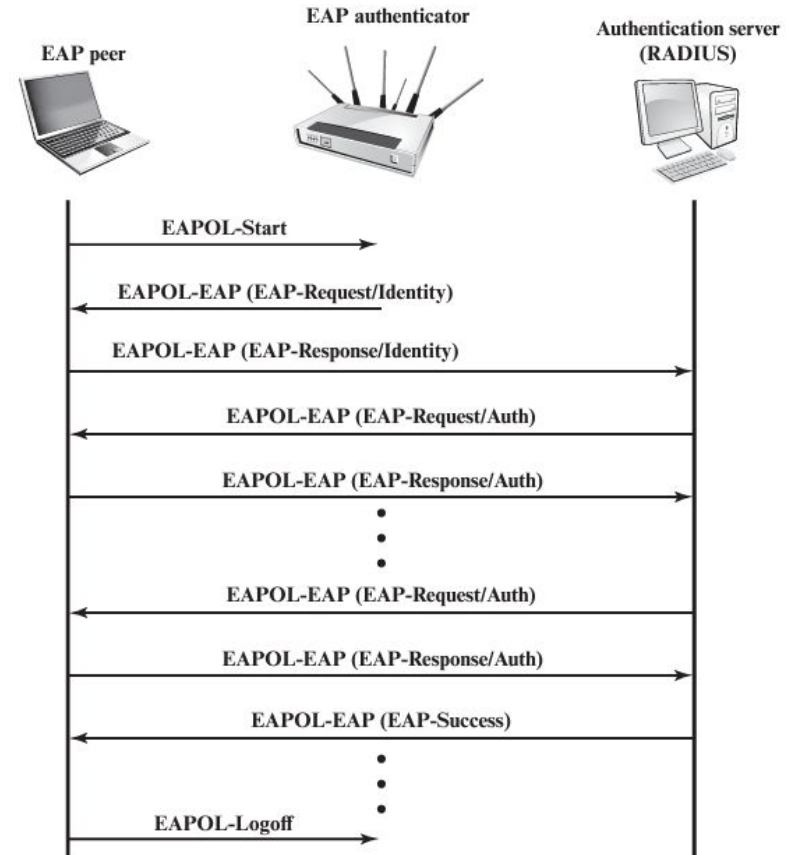 EAP peer
EAP authenticator
Authentication server
(RADIUS)
EAPOL-Start
EAPOL-EAP (EAP-Request/Identity)
EAPOL-EAP (EAP-Response/Identity)
EAPOL-EAP (EAP-Request/Auth)
EAPOL-EAP (EAP-Response/Auth)
EAPOL-EAP (EAP-Request/Auth)
EAPOL-EAP (EAP-Response/Auth)
EAPOL-EAP (EAP-Success)
EAPOL-Logoff